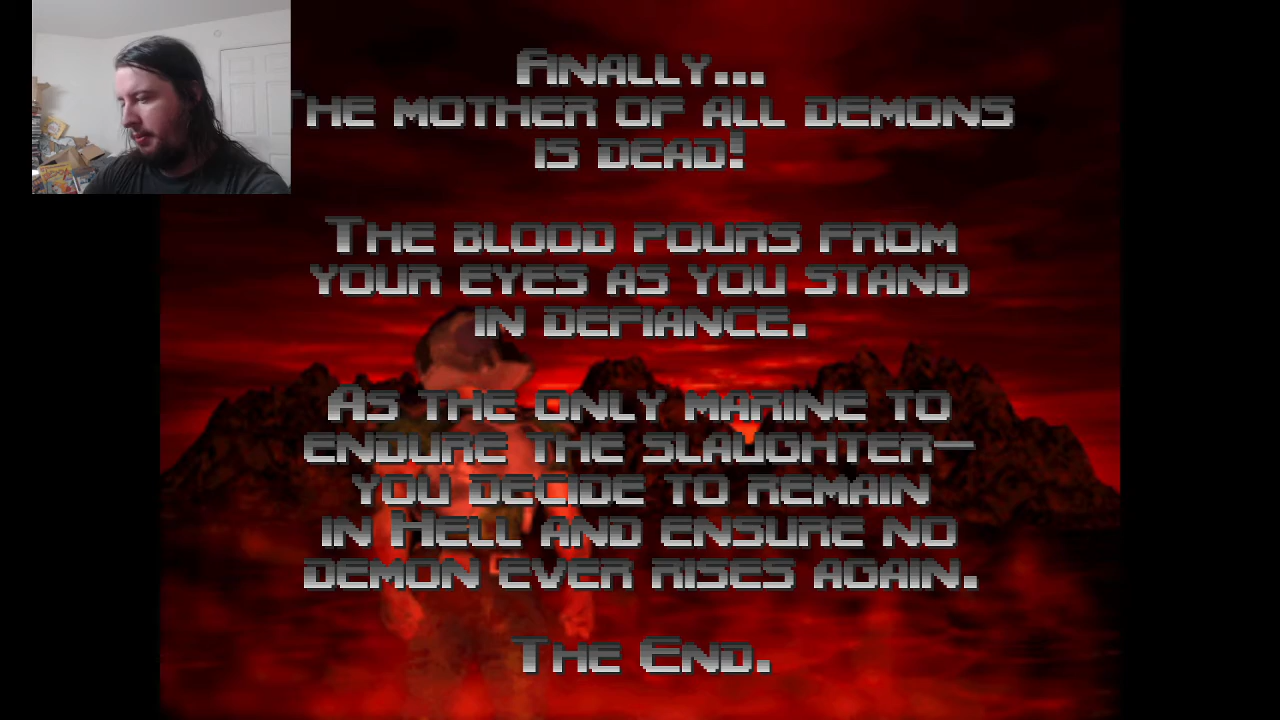 Finally...
The mother of all demons
is dead!
The blood pours from
your eyes as you stand
in defiance.
As the only marine to
endure the slaughter—
you decide to remain
in Hell and ensure no
demon ever rises again.
The End.